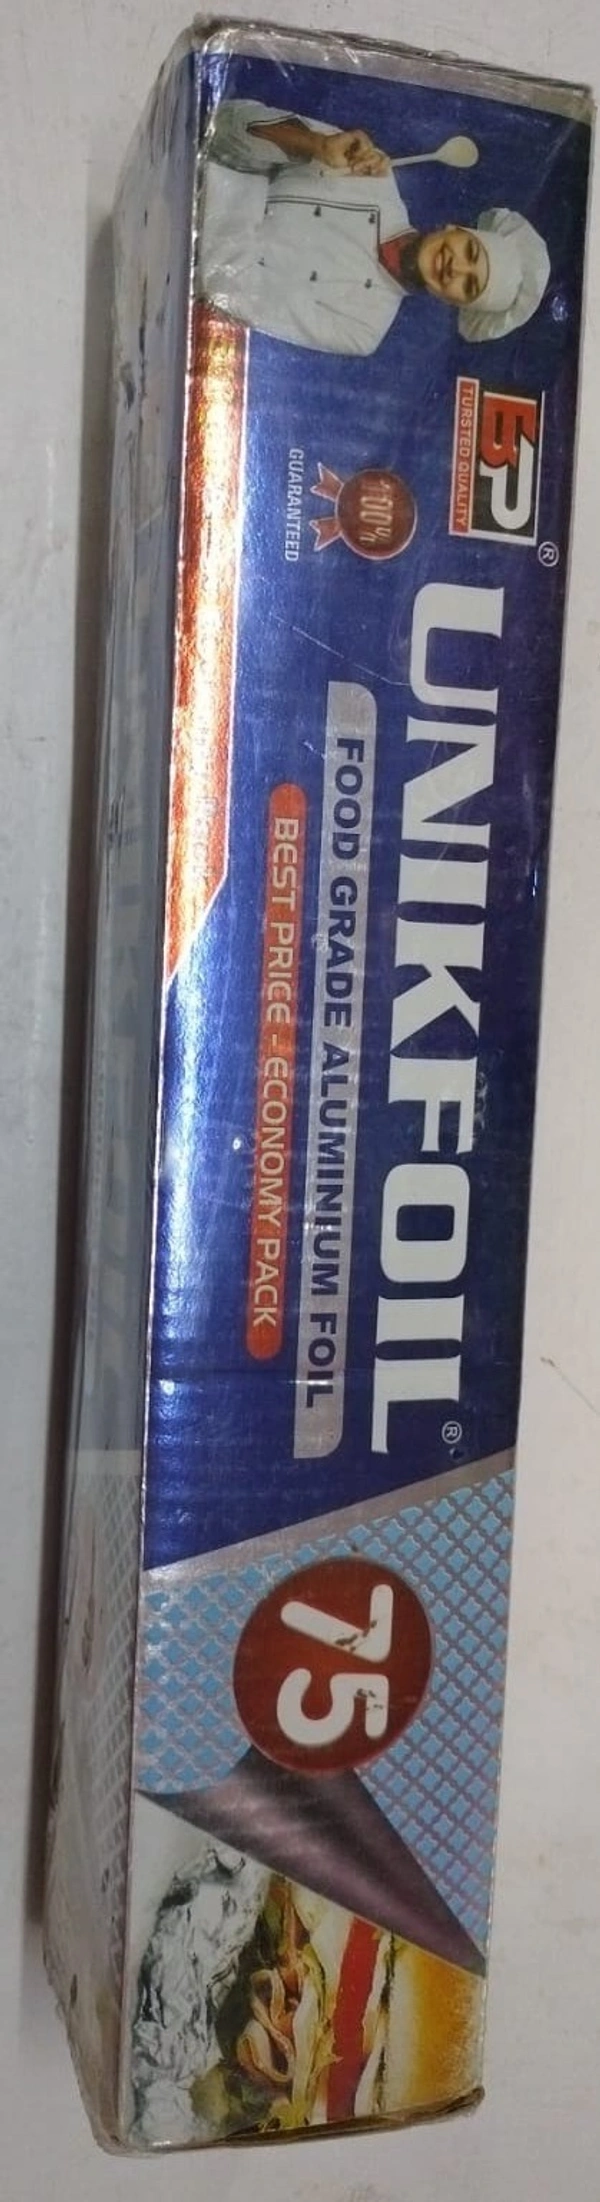 BP
TURSTED QUALITY
®
100%
GUARANTEED
UNIKFOIL®
FOOD GRADE ALUMINIUM FOIL
BEST PRICE - ECONOMY PACK
75